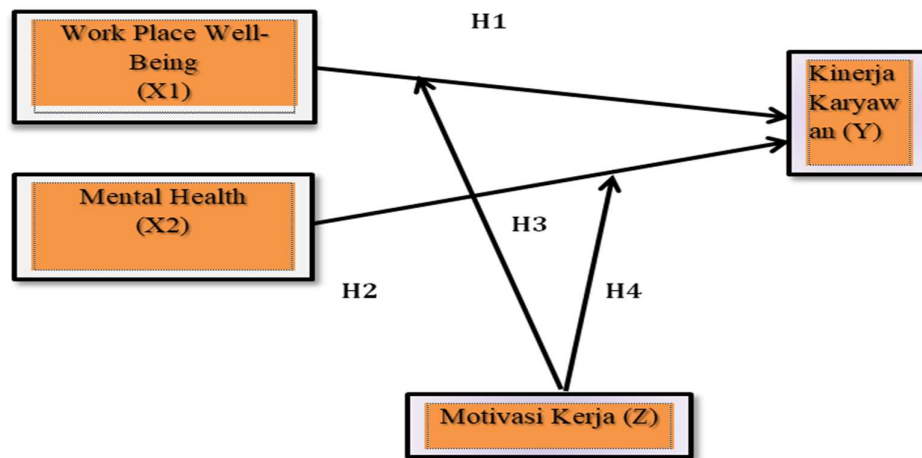 H1
Work Place Well-
Being
(X1)
Kinerja
Karyaw
an (Y)
Mental Health
(X2)
H3
H2
H4
Motivasi Kerja (Z)